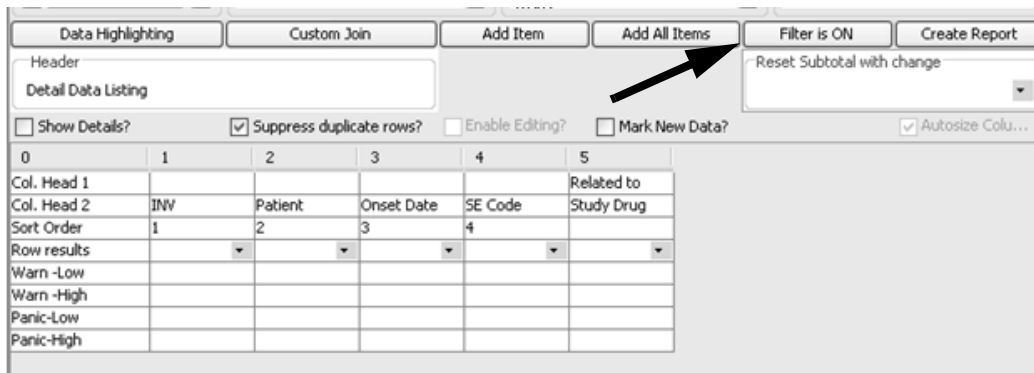 Data Highlighting Custom Join Add Item Add All Items Filter is ON Create Report
Header Reset Subtotal with change
Detail Data Listing
Show Details? Suppress duplicate rows? Enable Editing? Mark New Data? Autosize Colu...
0 1 2 3 4 5
Col. Head 1 Related to
Col. Head 2 INV Patient Onset Date SE Code Study Drug
Sort Order 1 2 3 4
Row results
Warn -Low
Warn -High
Panic-Low
Panic-High